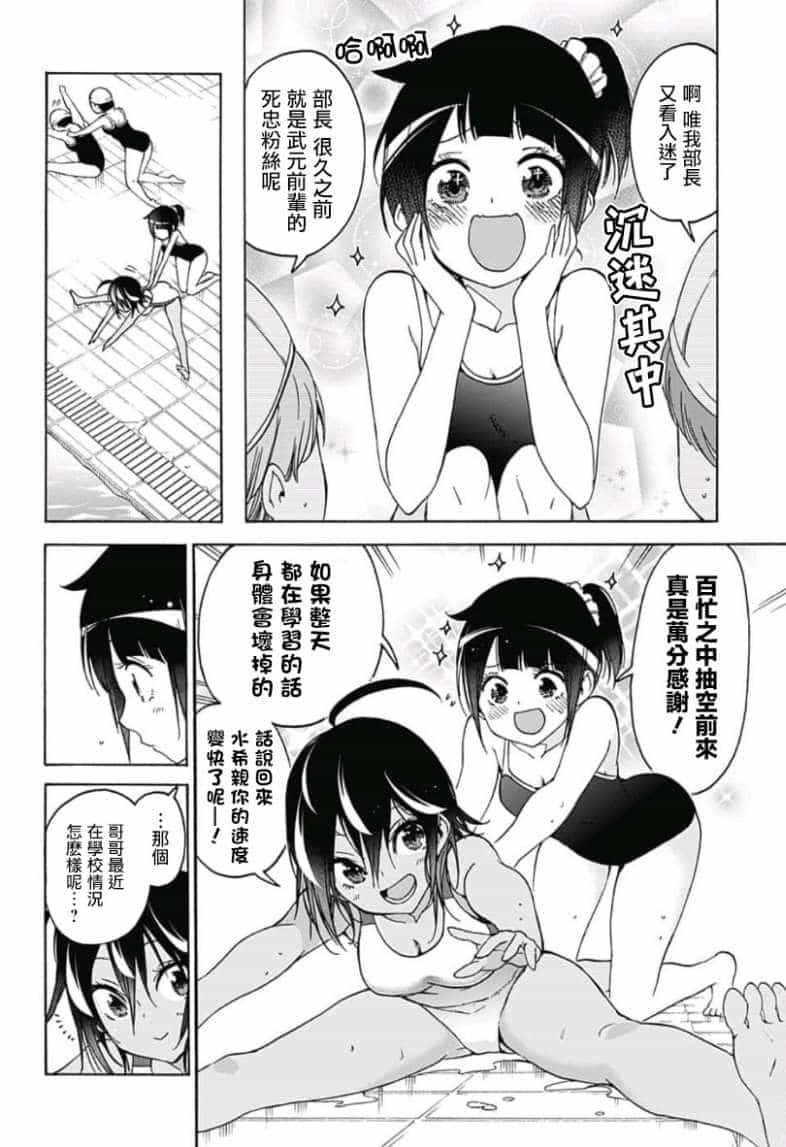 啊 唯我部長
又看入迷了
哈啊啊
部長 很久之前
就是武元前輩的
死忠粉絲呢
沉迷其中
百忙之中抽空前來
真是萬分感謝！
如果整天
都在學習的話
身體會壞掉的
話說回來
水希親你的速度
變快了呢─！
…那個
哥哥最近
在學校情況
怎麼樣呢…？